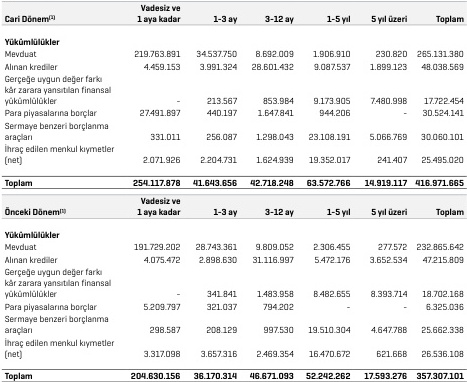 Vadesiz ve
Cari Dönem(1) 1 aya kadar 1-3 ay 3-12 ay 1-5 yıl 5 yıl üzeri Toplam
Yükümlülükler
Mevduat 219.763.891 34.537.750 8.692.009 1.906.910 230.820 265.131.380
Alınan krediler 4.459.153 3.991.324 28.601.432 9.087.537 1.899.123 48.038.569
Gerçeğe uygun değer farkı
kâr zarara yansıtılan finansal
yükümlülükler - 213.567 853.984 9.173.905 7.480.998 17.722.454
Para piyasalarına borçlar 27.491.897 440.197 1.647.841 944.206 - 30.524.141
Sermaye benzeri borçlanma
araçları 331.011 256.087 1.298.043 23.108.191 5.066.769 30.060.101
İhraç edilen menkul kıymetler
(net) 2.071.926 2.204.731 1.624.939 19.352.017 241.407 25.495.020
Toplam 254.117.878 41.643.656 42.718.248 63.572.766 14.919.117 416.971.665
Vadesiz ve
Önceki Dönem(1) 1 aya kadar 1-3 ay 3-12 ay 1-5 yıl 5 yıl üzeri Toplam
Yükümlülükler
Mevduat 191.729.202 28.743.361 9.809.052 2.306.455 277.572 232.865.642
Alınan krediler 4.075.472 2.898.630 31.116.997 5.472.176 3.652.534 47.215.809
Gerçeğe uygun değer farkı
kâr zarara yansıtılan finansal
yükümlülükler - 341.841 1.483.958 8.482.655 8.393.714 18.702.168
Para piyasalarına borçlar 5.209.797 321.037 794.202 - - 6.325.036
Sermaye benzeri borçlanma
araçları 298.587 208.129 997.530 19.510.304 4.647.788 25.662.338
İhraç edilen menkul kıymetler
(net) 3.317.098 3.657.316 2.469.354 16.470.672 621.668 26.536.108
Toplam 204.630.156 36.170.314 46.671.093 52.242.262 17.593.276 357.307.101